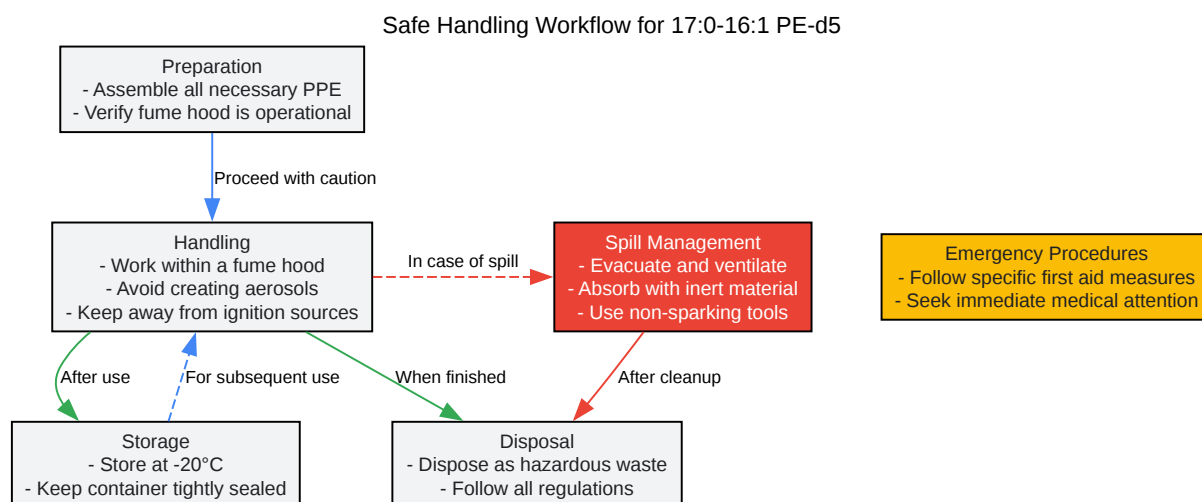 Safe Handling Workflow for 17:0-16:1 PE-d5
Preparation
- Assemble all necessary PPE
- Verify fume hood is operational
Proceed with caution
Handling
- Work within a fume hood
- Avoid creating aerosols
- Keep away from ignition sources
In case of spill
Spill Management
- Evacuate and ventilate
- Absorb with inert material
- Use non-sparking tools
Emergency Procedures
- Follow specific first aid measures
- Seek immediate medical attention
After use
For subsequent use
When finished
After cleanup
Storage
- Store at -20°C
- Keep container tightly sealed
Disposal
- Dispose as hazardous waste
- Follow all regulations